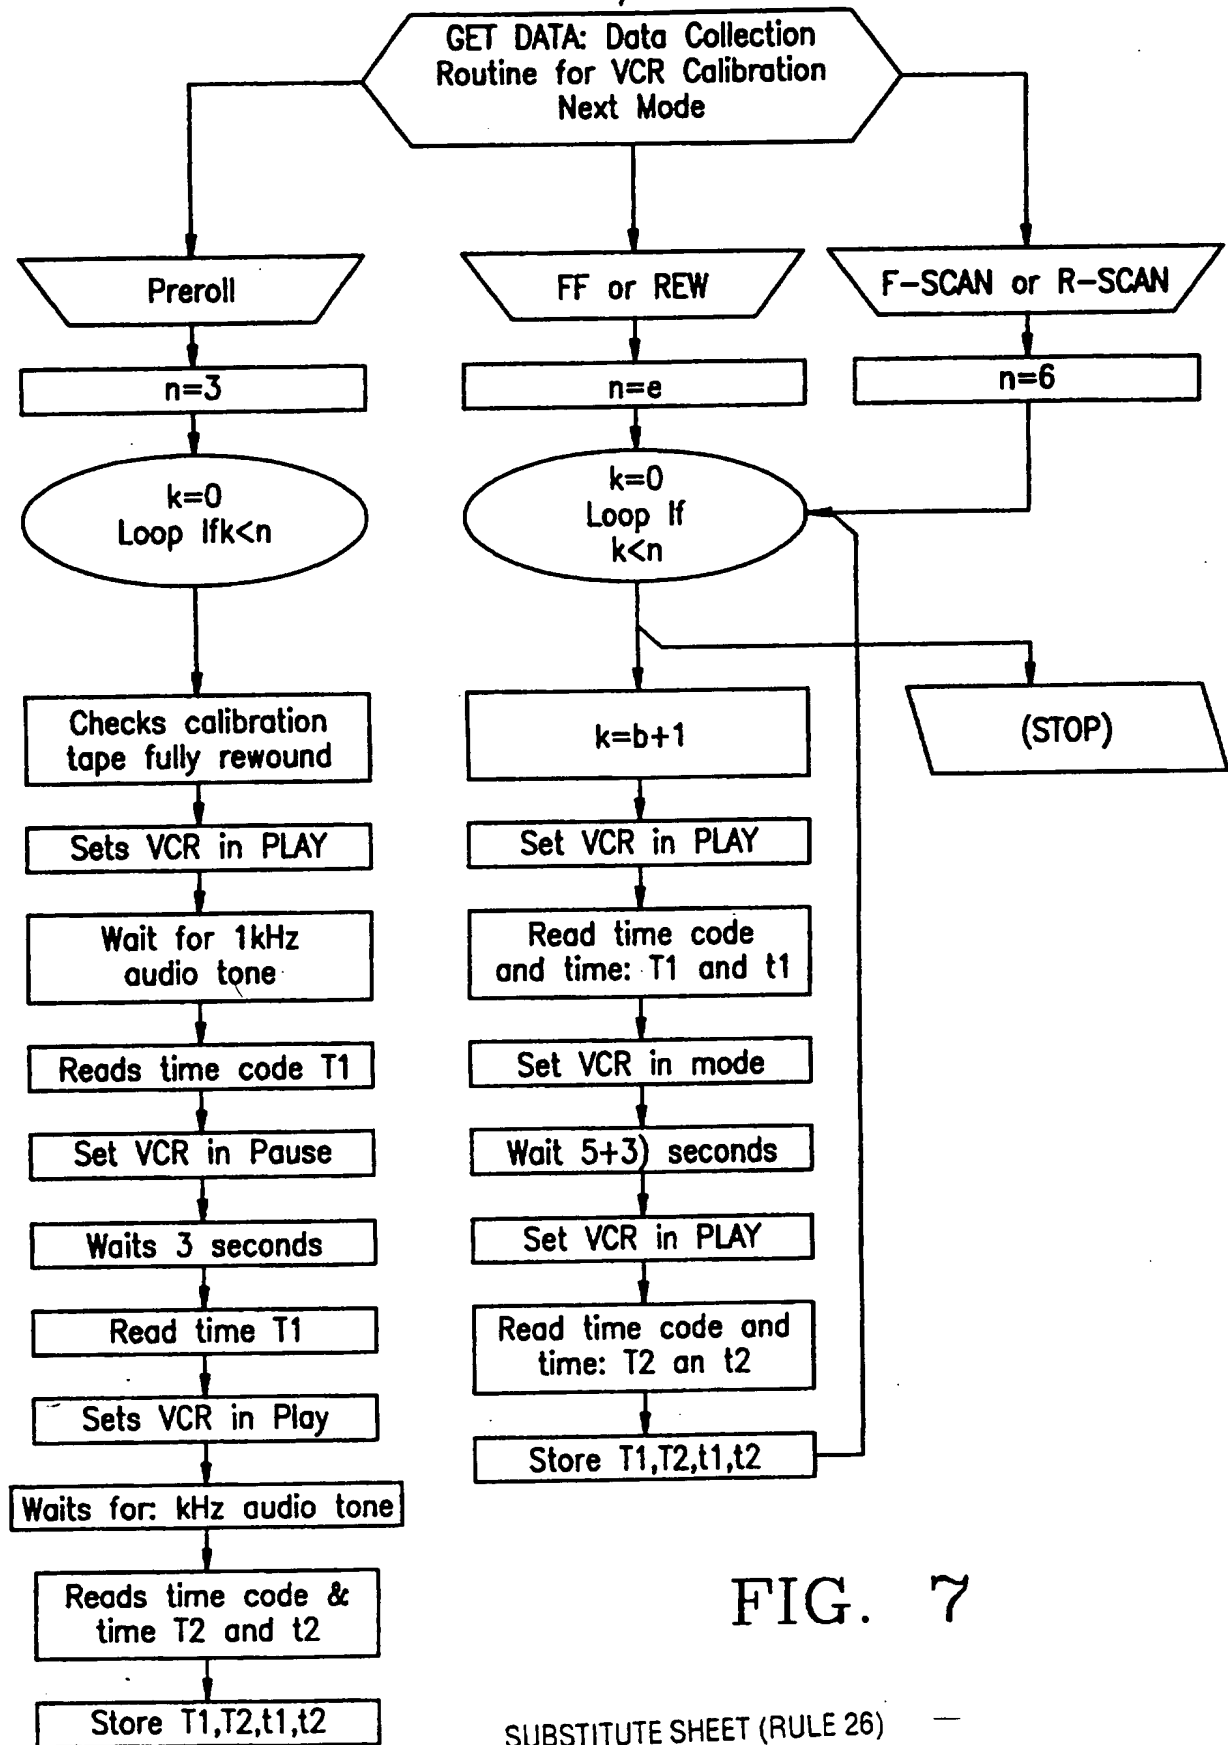 GET DATA: Data Collection
Routine for VCR Calibration
Next Mode
Preroll
n=3
k=0
Loop Ifk<n
Checks calibration
tape fully rewound
Sets VCR in PLAY
Wait for 1kHz
audio tone
Reads time code T1
Set VCR in Pause
Waits 3 seconds
Read time T1
Sets VCR in Play
Waits for: kHz audio tone
Reads time code &
time T2 and t2
Store T1,T2,t1,t2
FF or REW
n=e
k=0
Loop If
k<n
k=b+1
Set VCR in PLAY
Read time code
and time: T1 and t1
Set VCR in mode
Wait 5+3) seconds
Set VCR in PLAY
Read time code and
time: T2 an t2
Store T1,T2,t1,t2
F-SCAN or R-SCAN
n=6
(STOP)
FIG. 7
SUBSTITUTE SHEET (RULE 26)